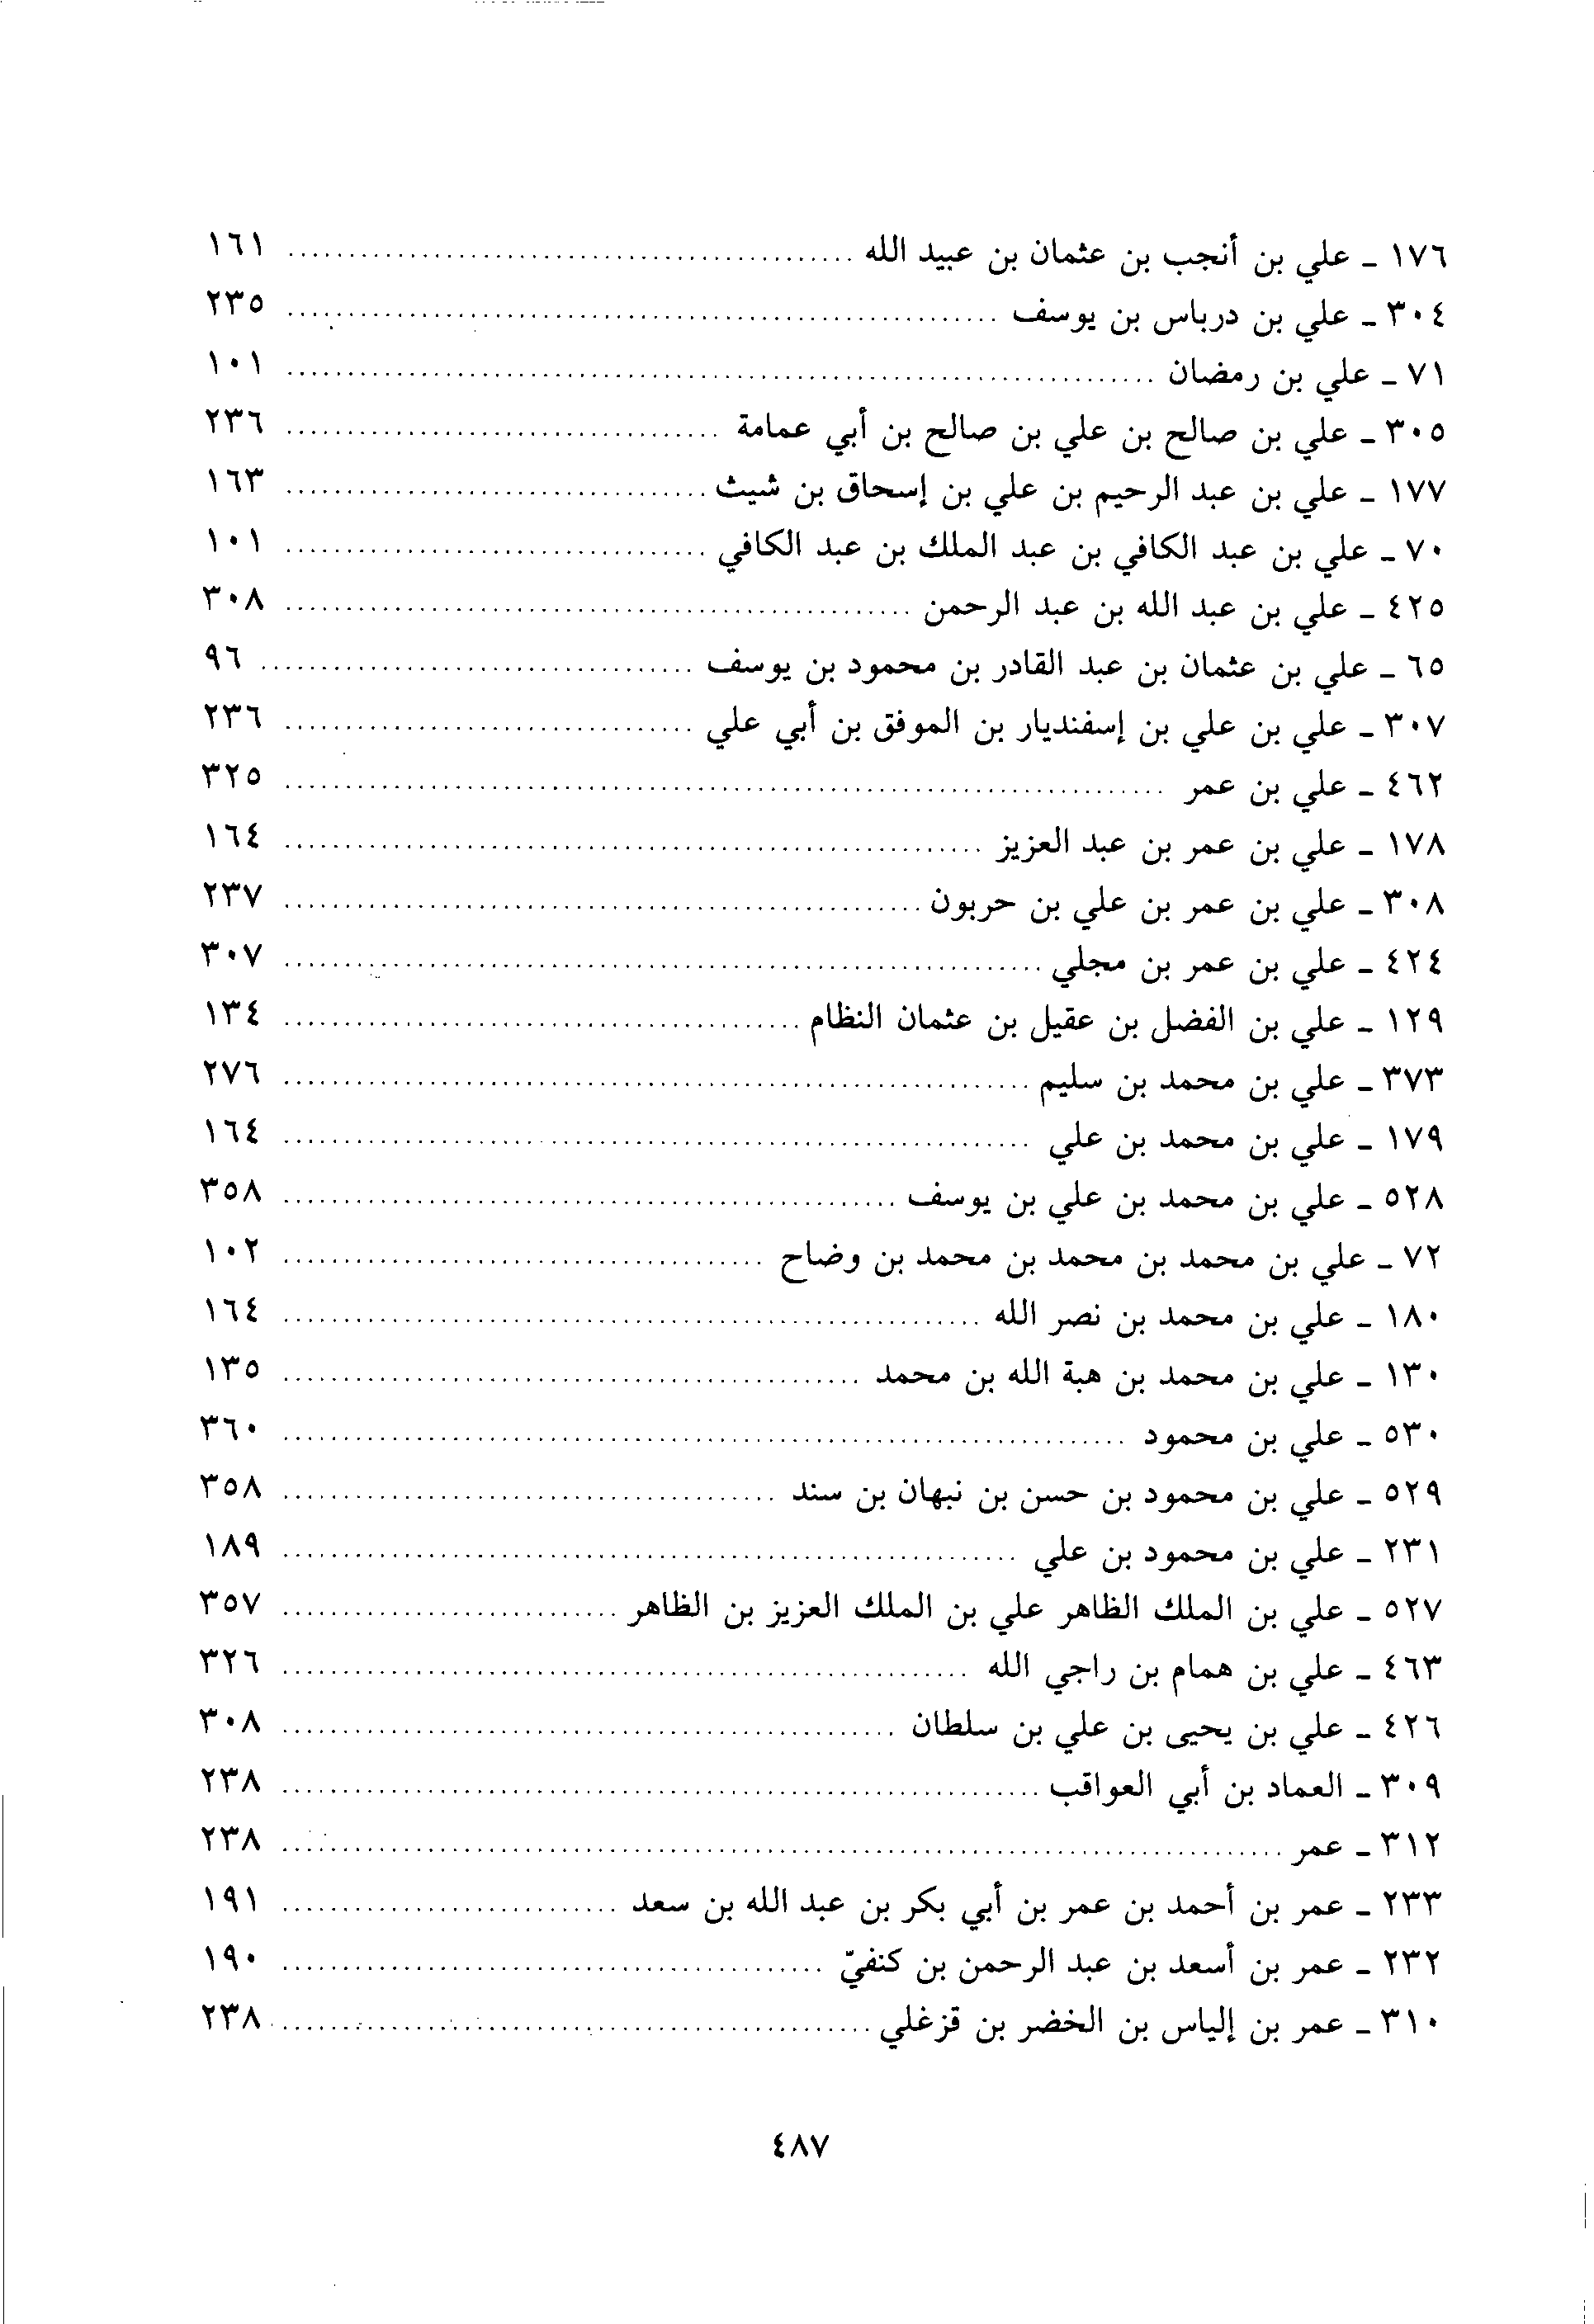 ١٧٦ ـ علي بن أنجب بن عثمان بن عبيد الله ........ ١٦١
٣٠٤ ـ علي بن درباس بن يوسف ........ ٢٣٥
٧١ ـ علي بن رمضان ........ ١٠١
٣٠٥ ـ علي بن صالح بن علي بن صالح بن أبي عمامة ........ ٢٣٦
١٧٧ ـ علي بن عبد الرحيم بن علي بن إسحاق بن شيث ........ ١٦٣
٧٠ ـ علي بن عبد الكافي بن عبد الملك بن عبد الكافي ........ ١٠١
٤٢٥ ـ علي بن عبد الله بن عبد الرحمن ........ ٣٠٨
٦٥ ـ علي بن عثمان بن عبد القادر بن محمود بن يوسف ........ ٩٦
٣٠٧ ـ علي بن علي بن إسفنديار بن الموفق بن أبي علي ........ ٢٣٦
٤٦٢ ـ علي بن عمر ........ ٣٢٥
١٧٨ ـ علي بن عمر بن عبد العزيز ........ ١٦٤
٣٠٨ ـ علي بن عمر بن علي بن حربون ........ ٢٣٧
٤٢٤ ـ علي بن عمر بن مجلي ........ ٣٠٧
١٢٩ ـ علي بن الفضل بن عقيل بن عثمان النظام ........ ١٣٤
٣٧٣ ـ علي بن محمد بن سليم ........ ٢٧٦
١٧٩ ـ علي بن محمد بن علي ........ ١٦٤
٥٢٨ ـ علي بن محمد بن علي بن يوسف ........ ٣٥٨
٧٢ ـ علي بن محمد بن محمد بن محمد بن وضاح ........ ١٠٢
١٨٠ ـ علي بن محمد بن نصر الله ........ ١٦٤
١٣٠ ـ علي بن محمد بن هبة الله بن محمد ........ ١٣٥
٥٣٠ ـ علي بن محمود ........ ٣٦٠
٥٢٩ ـ علي بن محمود بن حسن بن نبهان بن سند ........ ٣٥٨
٢٣١ ـ علي بن محمود بن علي ........ ١٨٩
٥٢٧ ـ علي بن الملك الظاهر علي بن الملك العزيز بن الظاهر ........ ٣٥٧
٤٦٣ ـ علي بن همام بن راجي الله ........ ٣٢٦
٤٢٦ ـ علي بن يحيى بن علي بن سلطان ........ ٣٠٨
٣٠٩ ـ العماد بن أبي العواقب ........ ٢٣٨
٣١٢ ـ عمر ........ ٢٣٨
٢٣٣ ـ عمر بن أحمد بن عمر بن أبي بكر بن عبد الله بن سعد ........ ١٩١
٢٣٢ ـ عمر بن أسعد بن عبد الرحمن بن كنفيّ ........ ١٩٠
٣١٠ ـ عمر بن إلياس بن الخضر بن قزغلي ........ ٢٣٨
٤٨٧